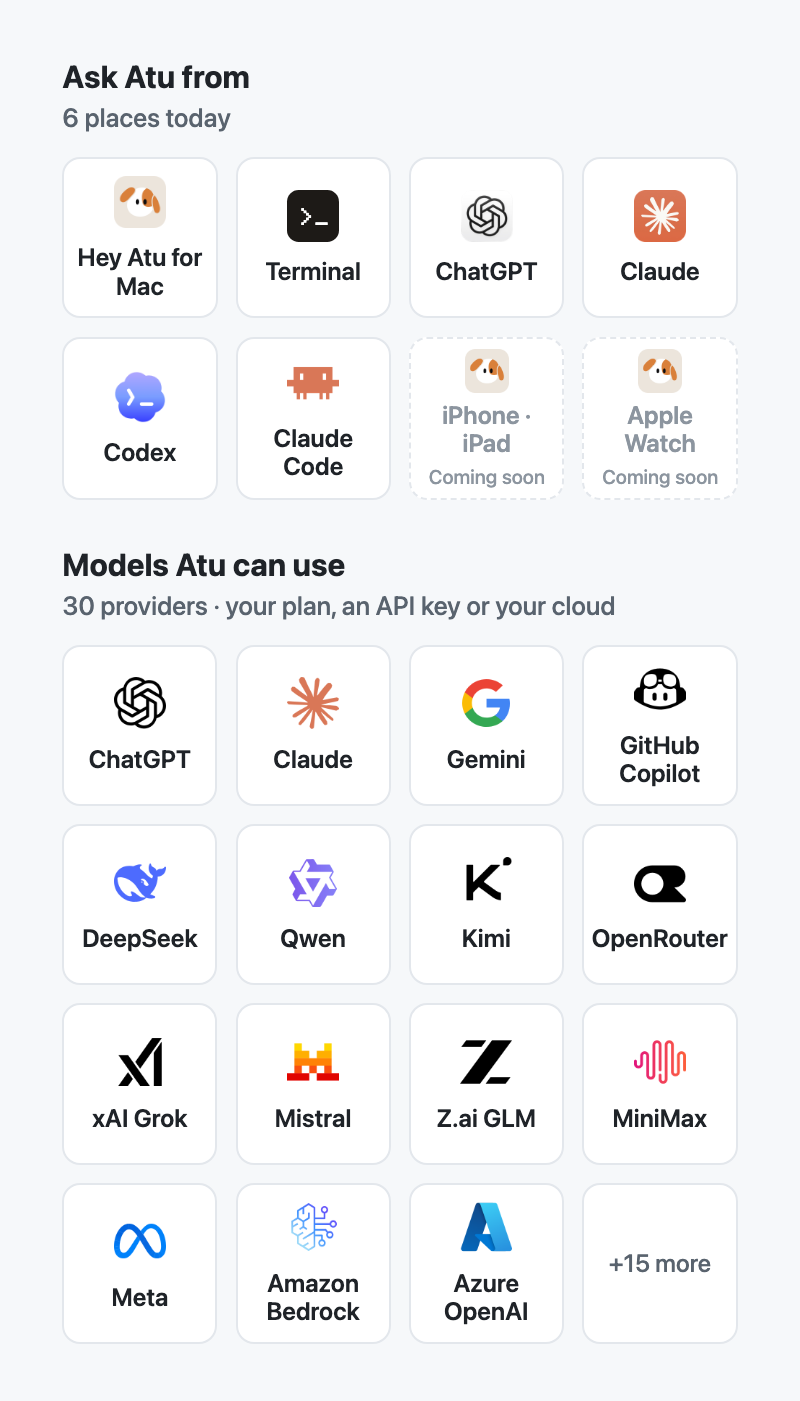 Ask Atu from
6 places today
Hey Atu for
Mac
Terminal
ChatGPT
Claude
Codex
Claude
Code
iPhone ·
iPad
Coming soon
Apple
Watch
Coming soon
Models Atu can use
30 providers · your plan, an API key or your cloud
ChatGPT
Claude
Gemini
GitHub
Copilot
DeepSeek
Qwen
Kimi
OpenRouter
xAI Grok
Mistral
Z.ai GLM
MiniMax
Meta
Amazon
Bedrock
Azure
OpenAI
+15 more